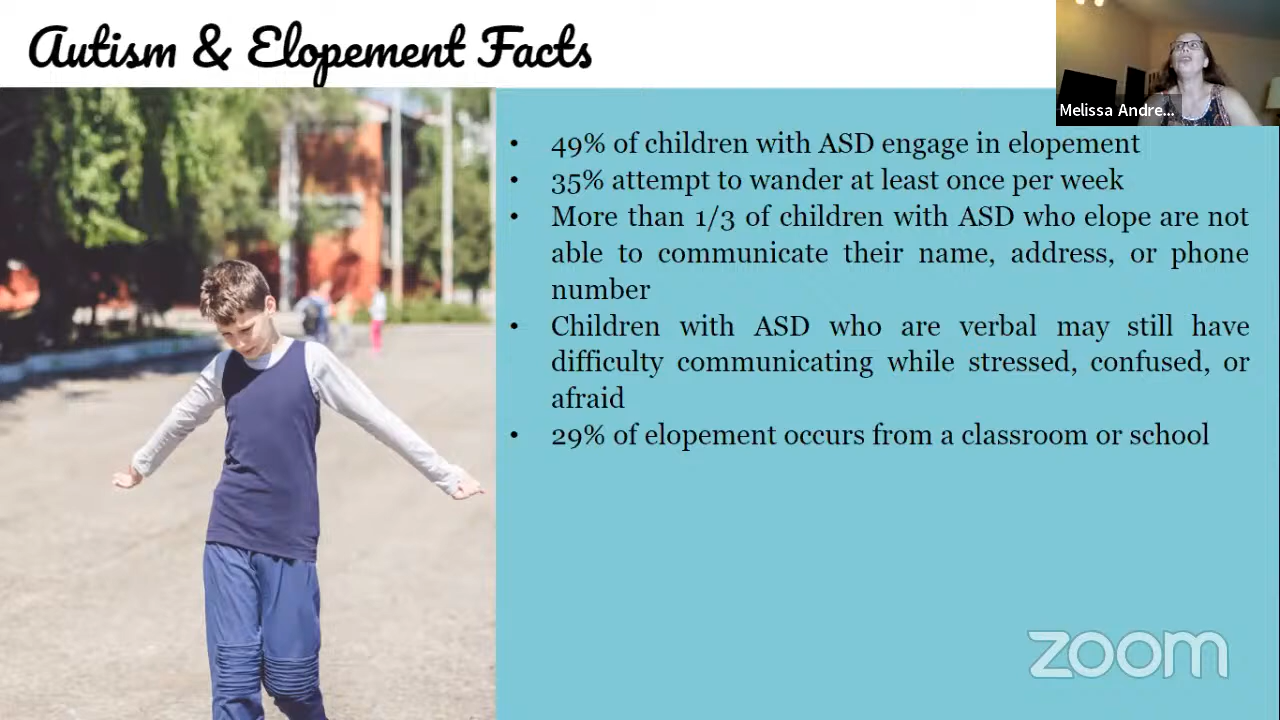 Autism & Elopement Facts
Melissa Andre...
• 49% of children with ASD engage in elopement
• 35% attempt to wander at least once per week
• More than 1/3 of children with ASD who elope are not
able to communicate their name, address, or phone
number
• Children with ASD who are verbal may still have
difficulty communicating while stressed, confused, or
afraid
• 29% of elopement occurs from a classroom or school
zoom